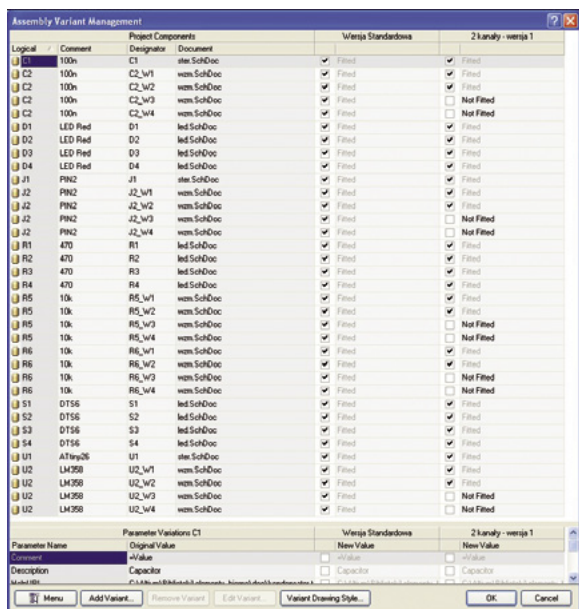 Assembly Variant Management
Project Components Wersja Standardowa 2 kanały - wersja 1
Logical Comment Designator Document
C1 100n C1 ster.SchDoc Fitted Fitted
C2 100n C2_W1 wzm.SchDoc Fitted Fitted
C2 100n C2_W2 wzm.SchDoc Fitted Fitted
C2 100n C2_W3 wzm.SchDoc Fitted Not Fitted
C2 100n C2_W4 wzm.SchDoc Fitted Not Fitted
D1 LED Red D1 led.SchDoc Fitted Fitted
D2 LED Red D2 led.SchDoc Fitted Fitted
D3 LED Red D3 led.SchDoc Fitted Fitted
D4 LED Red D4 led.SchDoc Fitted Fitted
J1 PIN2 J1 ster.SchDoc Fitted Fitted
J2 PIN2 J2_W1 wzm.SchDoc Fitted Fitted
J2 PIN2 J2_W2 wzm.SchDoc Fitted Fitted
J2 PIN2 J2_W3 wzm.SchDoc Fitted Not Fitted
J2 PIN2 J2_W4 wzm.SchDoc Fitted Not Fitted
R1 470 R1 led.SchDoc Fitted Fitted
R2 470 R2 led.SchDoc Fitted Fitted
R3 470 R3 led.SchDoc Fitted Fitted
R4 470 R4 led.SchDoc Fitted Fitted
R5 10k R5_W1 wzm.SchDoc Fitted Fitted
R5 10k R5_W2 wzm.SchDoc Fitted Fitted
R5 10k R5_W3 wzm.SchDoc Fitted Not Fitted
R5 10k R5_W4 wzm.SchDoc Fitted Not Fitted
R6 10k R6_W1 wzm.SchDoc Fitted Fitted
R6 10k R6_W2 wzm.SchDoc Fitted Fitted
R6 10k R6_W3 wzm.SchDoc Fitted Not Fitted
R6 10k R6_W4 wzm.SchDoc Fitted Not Fitted
S1 DTS6 S1 led.SchDoc Fitted Fitted
S2 DTS6 S2 led.SchDoc Fitted Fitted
S3 DTS6 S3 led.SchDoc Fitted Fitted
S4 DTS6 S4 led.SchDoc Fitted Fitted
U1 ATtiny26 U1 ster.SchDoc Fitted Fitted
U2 LM358 U2_W1 wzm.SchDoc Fitted Fitted
U2 LM358 U2_W2 wzm.SchDoc Fitted Fitted
U2 LM358 U2_W3 wzm.SchDoc Fitted Not Fitted
U2 LM358 U2_W4 wzm.SchDoc Fitted Not Fitted
Parameter Variations C1 Wersja Standardowa 2 kanały - wersja 1
Parameter Name Original Value New Value New Value
Comment =Value =Value =Value
Description Capacitor Capacitor Capacitor
Menu Add Variant... Remove Variant Edit Variant... Variant Drawing Style... OK Cancel